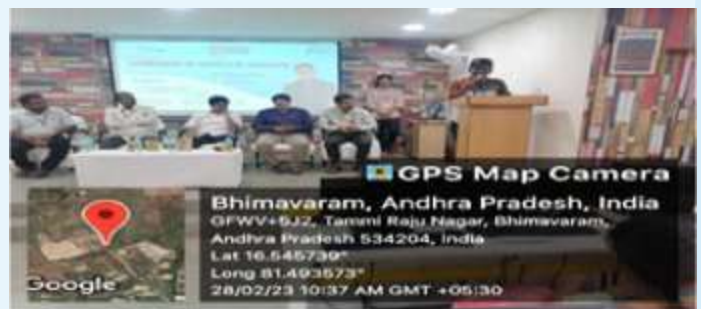 GPS Map Camera
Bhimavaram, Andhra Pradesh, India
GFWV+5J2, Tammi Raju Nagar, Bhimavaram,
Andhra Pradesh 534204, India
Lat 16.545739°
Long 81.493573°
28/02/23 10:37 AM GMT +05:30
Google